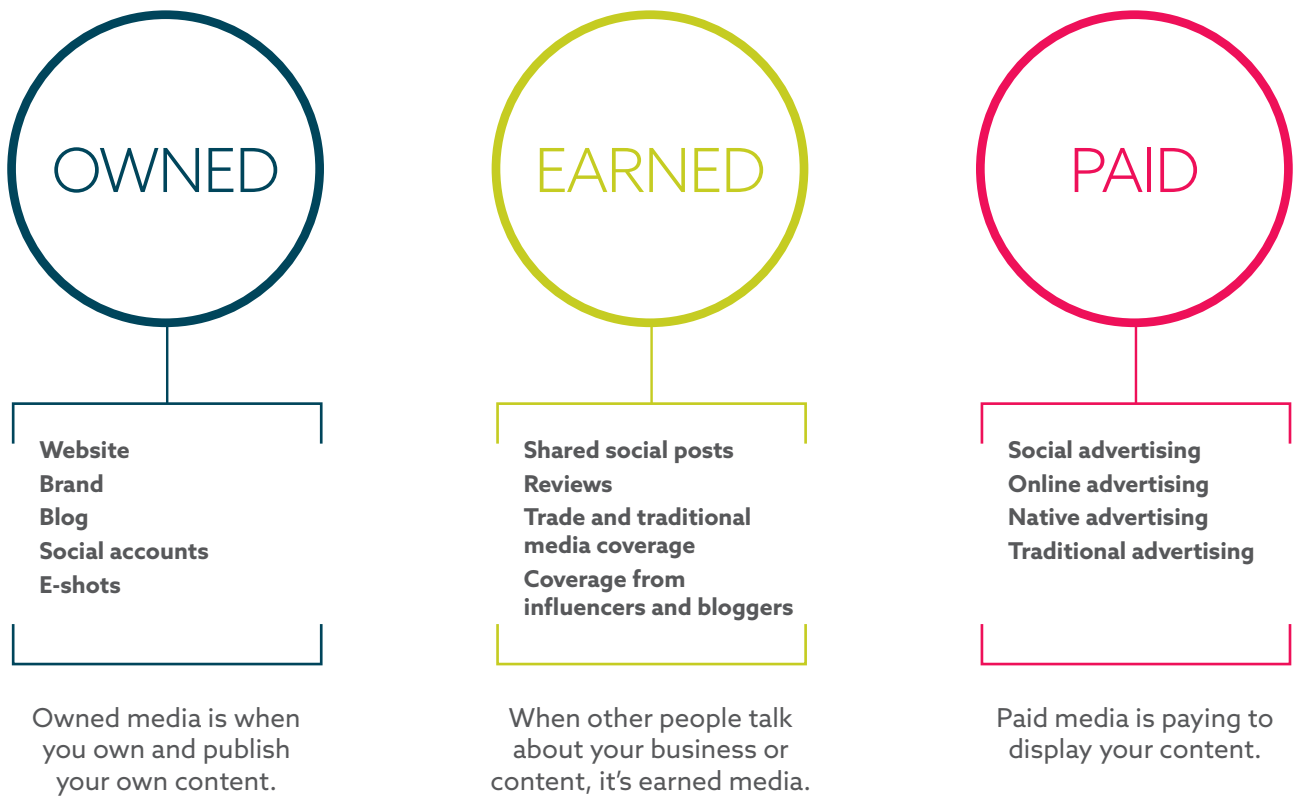 OWNED
Website
Brand
Blog
Social accounts
E-shots
Owned media is when
you own and publish
your own content.
EARNED
Shared social posts
Reviews
Trade and traditional
media coverage
Coverage from
influencers and bloggers
When other people talk
about your business or
content, it’s earned media.
PAID
Social advertising
Online advertising
Native advertising
Traditional advertising
Paid media is paying to
display your content.